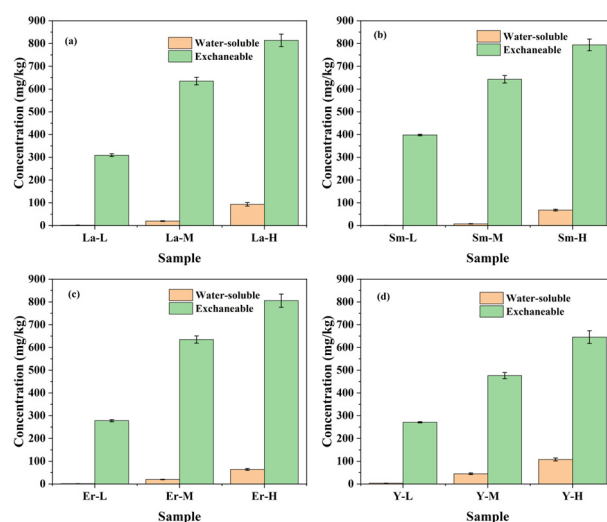 (a)
Water-soluble
Exchaneable
900
800
700
600
500
400
300
200
100
0
Concentration (mg/kg)
La-L La-M La-H
Sample
(b)
Water-soluble
Exchaneable
900
800
700
600
500
400
300
200
100
0
Concentration (mg/kg)
Sm-L Sm-M Sm-H
Sample
(c)
Water-soluble
Exchaneable
900
800
700
600
500
400
300
200
100
0
Concentration (mg/kg)
Er-L Er-M Er-H
Sample
(d)
Water-soluble
Exchaneable
900
800
700
600
500
400
300
200
100
0
Concentration (mg/kg)
Y-L Y-M Y-H
Sample